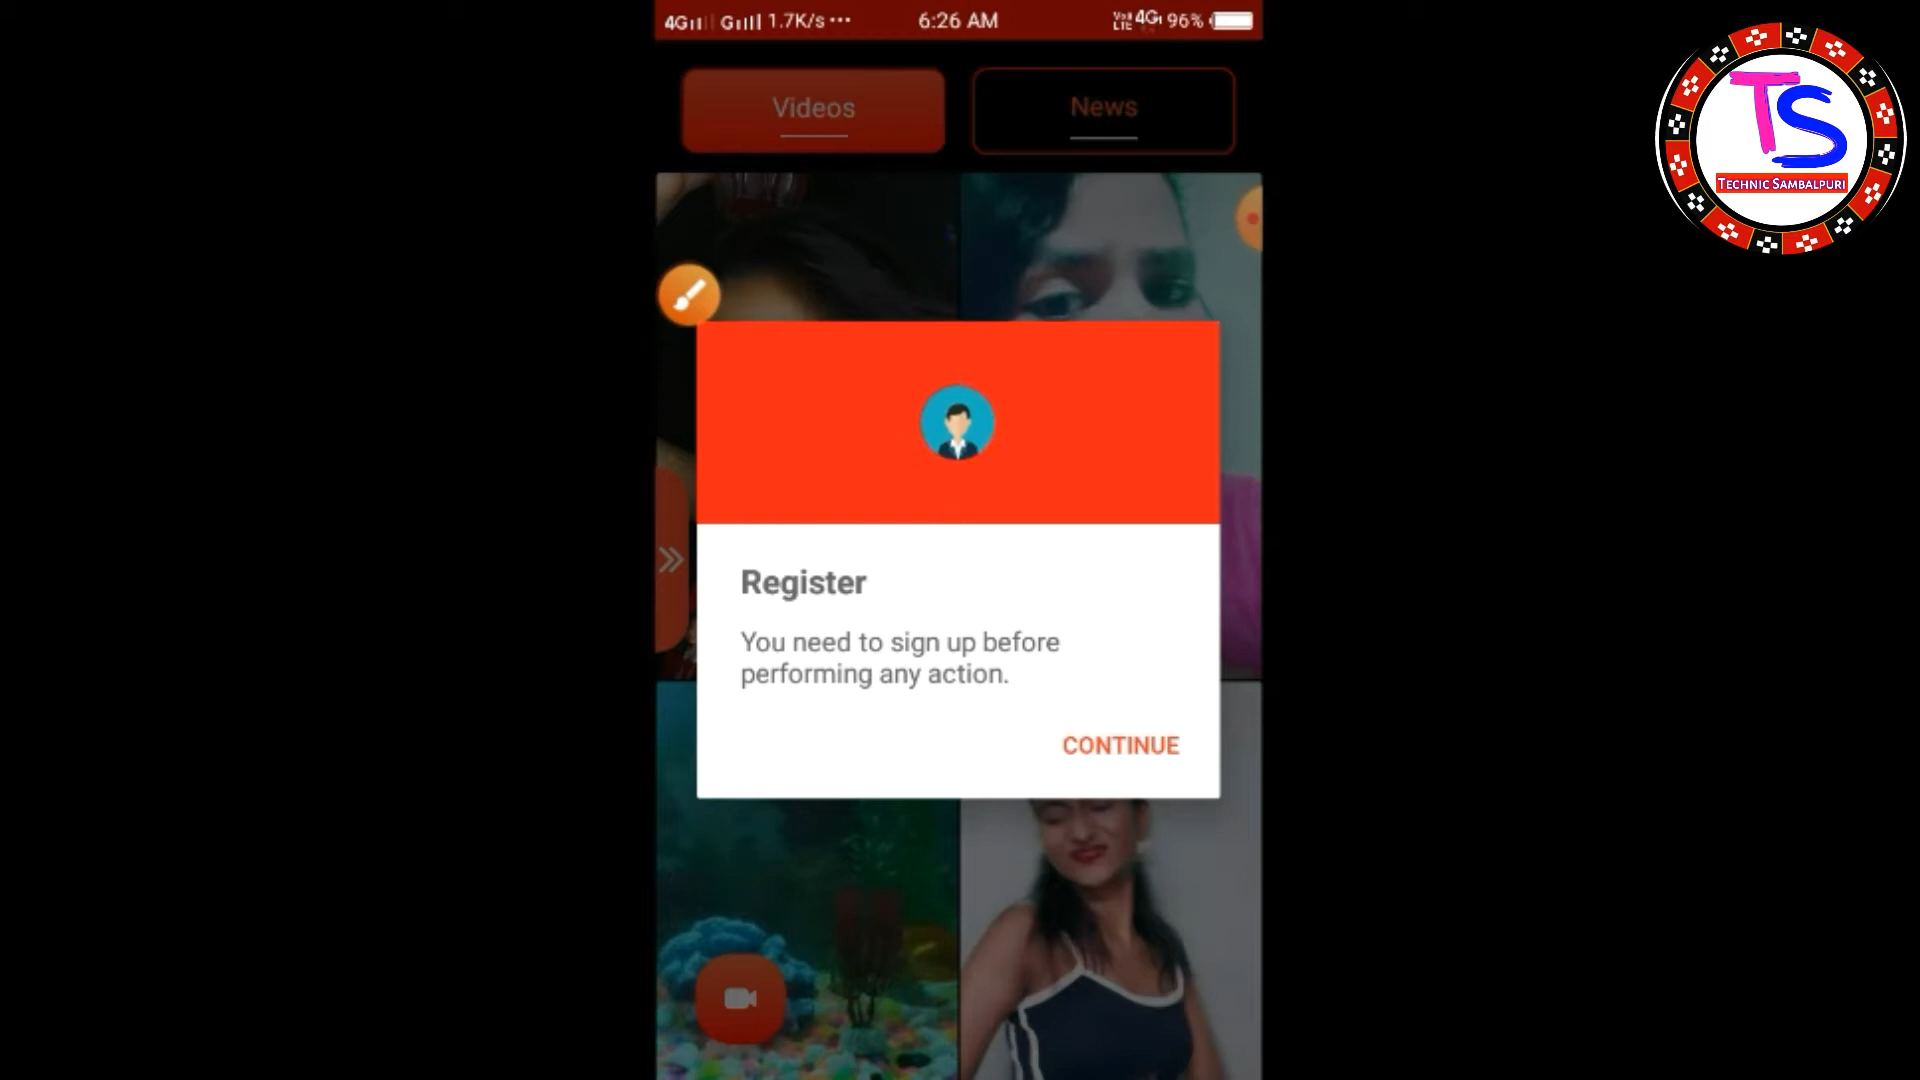 4G G 1.7K/s ··· 6:26 AM VoLTE 4G 96%
Videos News
TS
TECHNIC SAMBALPURI
Register
You need to sign up before
performing any action.
CONTINUE